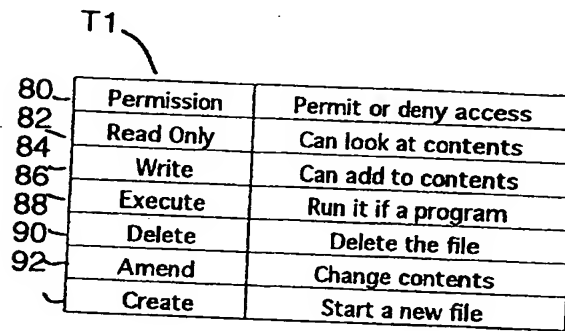 T1
80 Permission Permit or deny access
82 Read Only Can look at contents
84 Write Can add to contents
86 Execute Run it if a program
88 Delete Delete the file
90 Amend Change contents
92 Create Start a new file